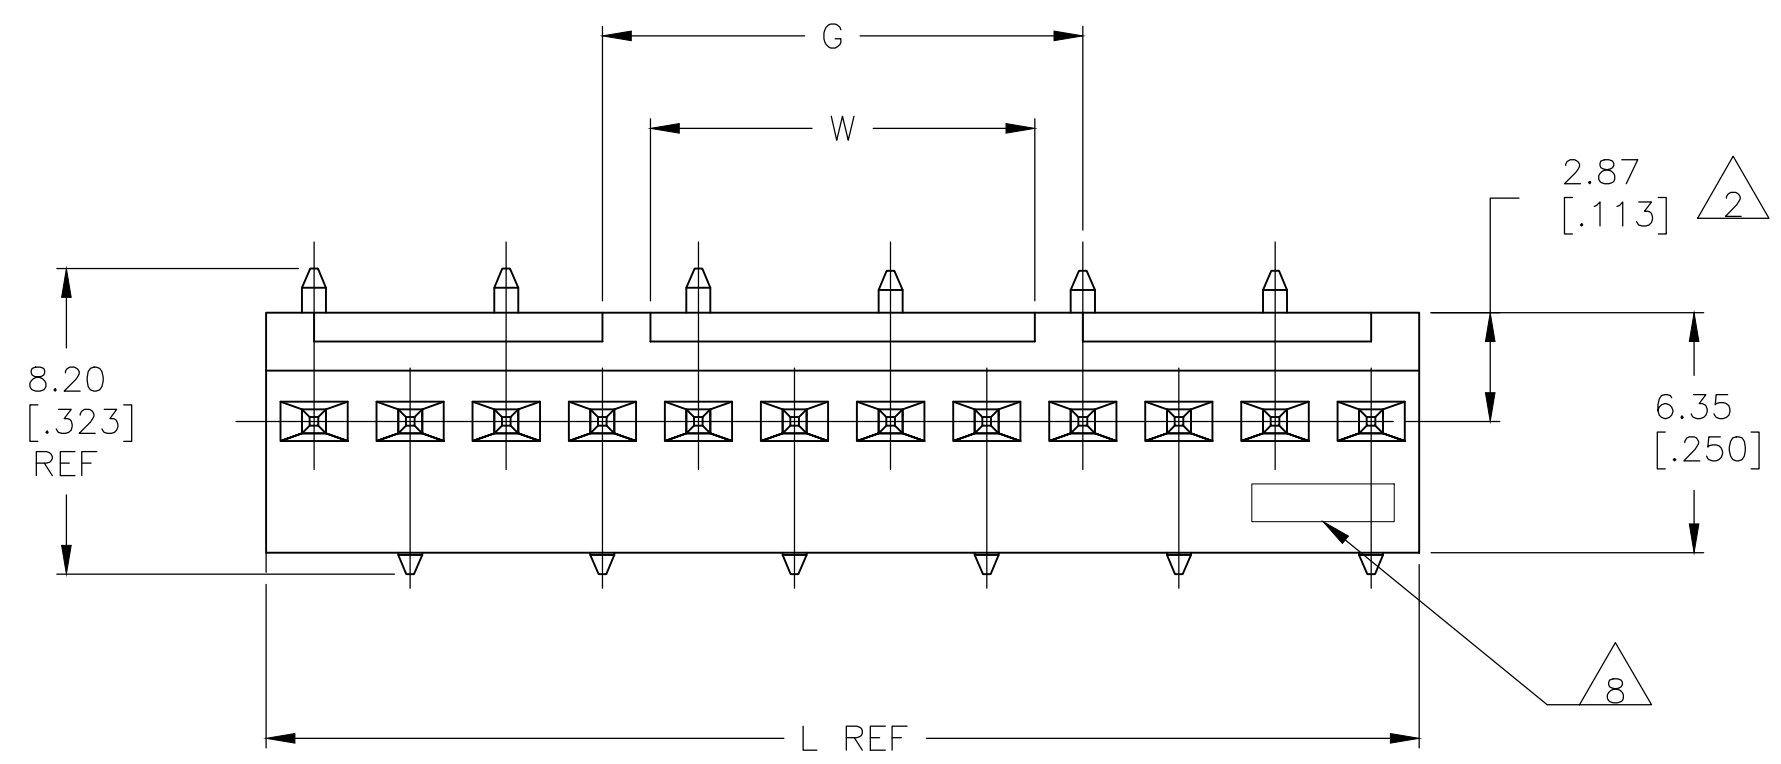 G
W
2.87
[.113]
2
8.20
[.323]
REF
6.35
[.250]
8
L REF